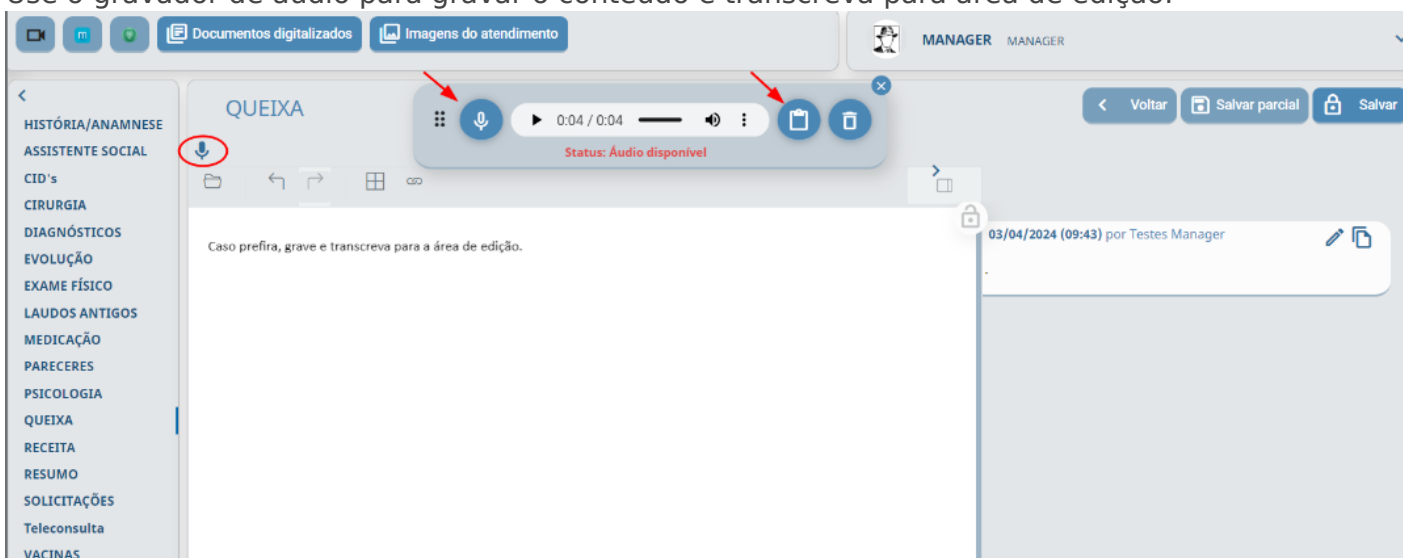 Use o gravador de áudio para gravar o conteúdo e transcreva para área de edição.
Documentos digitalizados
Imagens do atendimento
MANAGER MANAGER
QUEIXA
0:04 / 0:04
Status: Áudio disponível
Voltar
Salvar parcial
Salvar
HISTÓRIA/ANAMNESE
ASSISTENTE SOCIAL
CID's
CIRURGIA
DIAGNÓSTICOS
EVOLUÇÃO
EXAME FÍSICO
LAUDOS ANTIGOS
MEDICAÇÃO
PARECERES
PSICOLOGIA
QUEIXA
RECEITA
RESUMO
SOLICITAÇÕES
Teleconsulta
VACINAS
Caso prefira, grave e transcreva para a área de edição.
03/04/2024 (09:43) por Testes Manager
.